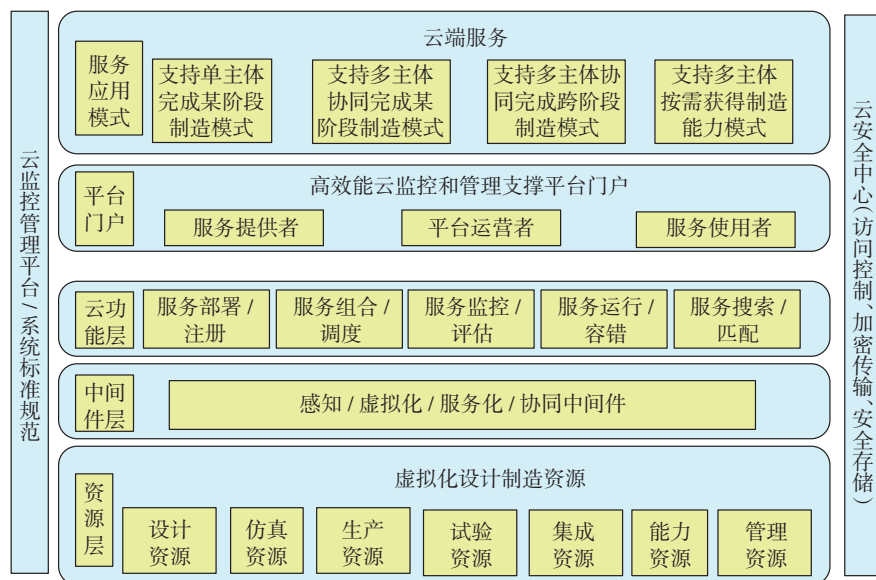 云监控管理平台/系统标准规范
云端服务
服务
应用
模式
支持单主体
完成某阶段
制造模式
支持多主体
协同完成某
阶段制造模式
支持多主体协
同完成跨阶段
制造模式
支持多主体
按需获得制造
能力模式
平台
门户
高效能云监控和管理支撑平台门户
服务提供者
平台运营者
服务使用者
云功
能层
服务部署/
注册
服务组合/
调度
服务监控/
评估
服务运行/
容错
服务搜索/
匹配
中间
件层
感知/虚拟化/服务化/协同中间件
资
源
层
虚拟化设计制造资源
设计
资源
仿真
资源
生产
资源
试验
资源
集成
资源
能力
资源
管理
资源
云安全中心(访问控制、加密传输、安全存储)